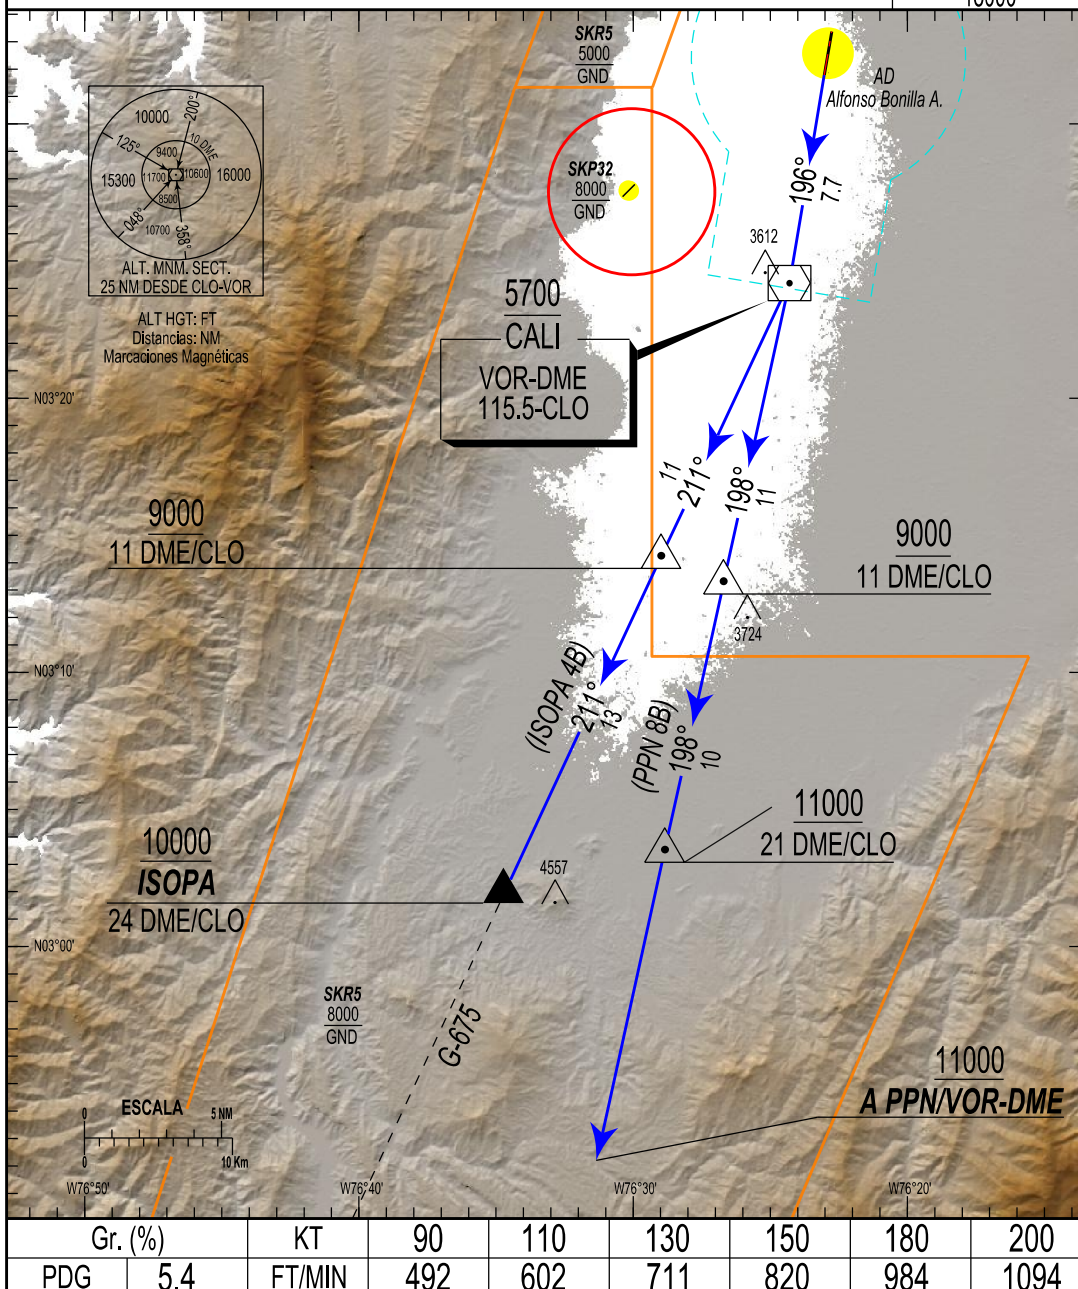 SKR5
5000
GND
AD
Alfonso Bonilla A.
10000
200°
125°
10 DME
9400
15300
11700
10600
16000
8500
048°
10700
358°
ALT. MNM. SECT.
25 NM DESDE CLO-VOR
ALT HGT: FT
Distancias: NM
Marcaciones Magnéticas
SKP32
8000
GND
196°
7.7
3612
5700
CALI
VOR-DME
115.5-CLO
N03°20'
11
211°
198°
11
9000
11 DME/CLO
9000
11 DME/CLO
3724
N03°10'
(ISOPA 4B)
211°
13
(PPN 8B)
198°
10
11000
21 DME/CLO
10000
ISOPA
24 DME/CLO
4557
N03°00'
SKR5
8000
GND
G-675
11000
A PPN/VOR-DME
ESCALA
0
5 NM
0
10 Km
W76°50'
W76°40'
W76°30'
W76°20'
Gr. (%) KT 90 110 130 150 180 200
PDG 5.4 FT/MIN 492 602 711 820 984 1094